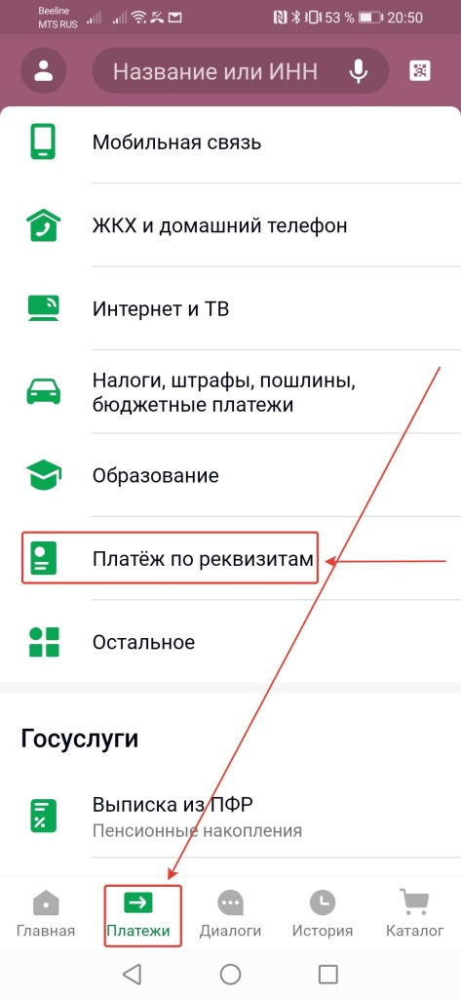 Beeline
MTS RUS
53 % 20:50
Название или ИНН
Мобильная связь
ЖКХ и домашний телефон
Интернет и ТВ
Налоги, штрафы, пошлины,
бюджетные платежи
Образование
Платёж по реквизитам
Остальное
Госуслуги
Выписка из ПФР
Пенсионные накопления
Главная Платежи Диалоги История Каталог